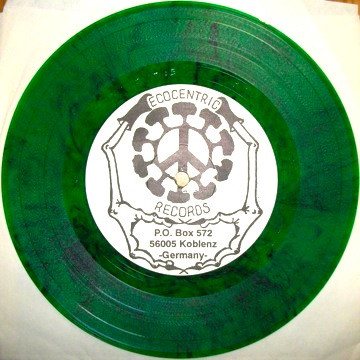 ECOCENTRIC
RECORDS
P.O. Box 572
56005 Koblenz
-Germany-